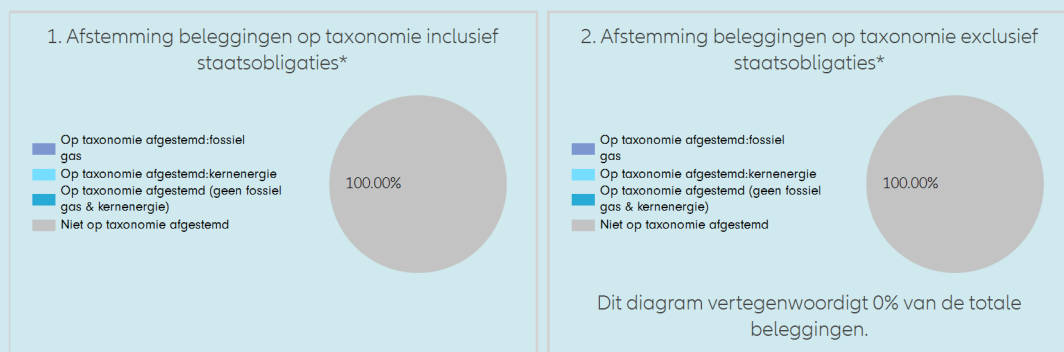 1. Afstemming beleggingen op taxonomie inclusief
staatsobligaties*
Op taxonomie afgestemd:fossiel
gas
Op taxonomie afgestemd:kernenergie
Op taxonomie afgestemd (geen fossiel
gas & kernenergie)
Niet op taxonomie afgestemd
100.00%
2. Afstemming beleggingen op taxonomie exclusief
staatsobligaties*
Op taxonomie afgestemd:fossiel
gas
Op taxonomie afgestemd:kernenergie
Op taxonomie afgestemd (geen fossiel
gas & kernenergie)
Niet op taxonomie afgestemd
100.00%
Dit diagram vertegenwoordigt 0% van de totale
beleggingen.